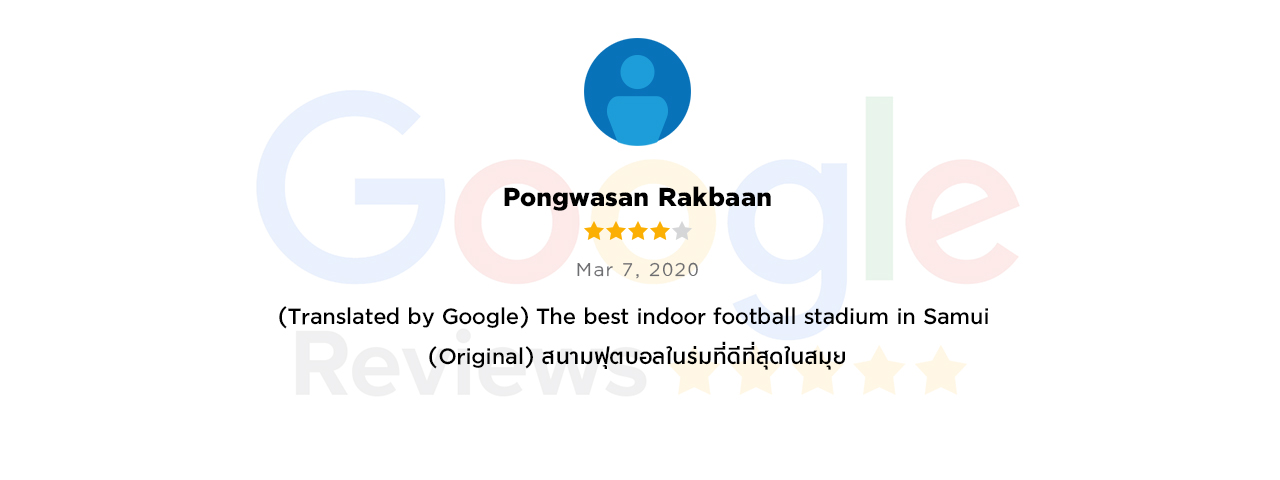 Google
Reviews
Pongwasan Rakbaan
Mar 7, 2020
(Translated by Google) The best indoor football stadium in Samui
(Original) สนามฟุตบอลในร่มที่ดีที่สุดในสมุย